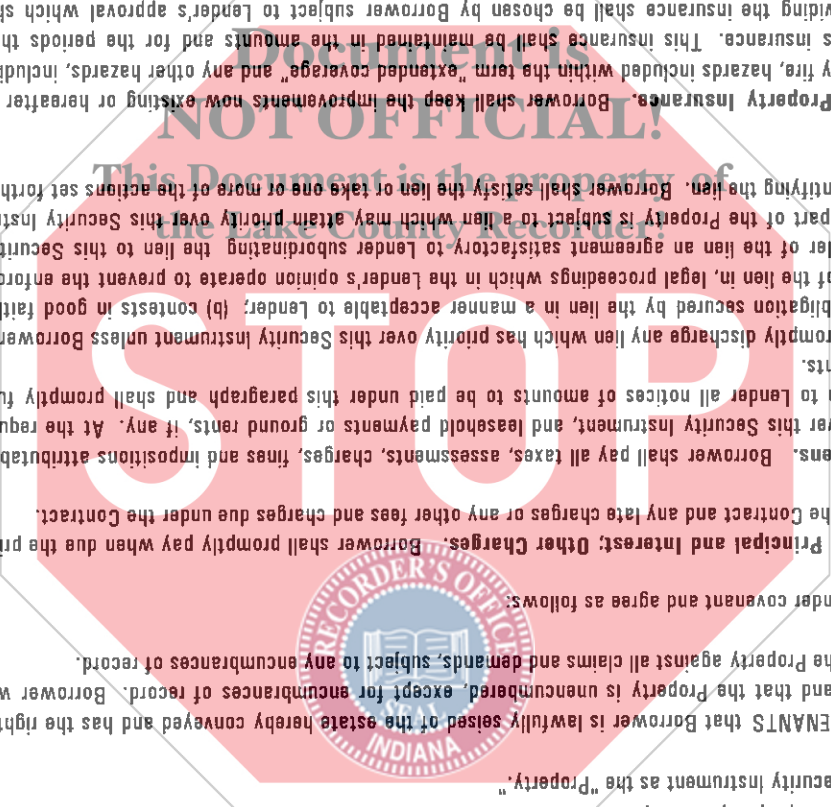 ecurity Instrument as the "Property."
ENANTS that Borrower is lawfully seised of the estate hereby conveyed and has the right
and that the Property is unencumbered, except for encumbrances of record. Borrower w
he Property against all claims and demands, subject to any encumbrances of record.
nder covenant and agree as follows:
Principal and Interest; Other Charges. Borrower shall promptly pay when due the pri
he Contract and any late charges or any other fees and charges due under the Contract.
ens. Borrower shall pay all taxes, assessments, charges, fines and impositions attributab
ver this Security Instrument, and leasehold payments or ground rents, if any. At the requ
n to Lender all notices of amounts to be paid under this paragraph and shall promptly fu
nts.
romptly discharge any lien which has priority over this Security Instrument unless Borrower
bligation secured by the lien in a manner acceptable to Lender; (b) contests in good faith
of the lien in, legal proceedings which in the Lender's opinion operate to prevent the enforc
ler of the lien an agreement satisfactory to Lender subordinating the lien to this Securit
part of the Property is subject to a lien which may attain priority over this Security Instr
ntifying the lien. Borrower shall satisfy the lien or take one or more of the actions set forth
Property Insurance. Borrower shall keep the improvements now existing or hereafter
y fire, hazards included within the term "extended coverage" and any other hazards, includi
s insurance. This insurance shall be maintained in the amounts and for the periods th
viding the insurance shall be chosen by Borrower subject to Lender's approval which sh
Document is
NOT OFFICIAL!
This Document is the property of
the Lake County Recorder!
STOP
RECORDER'S OFFICE
SEAL
INDIANA